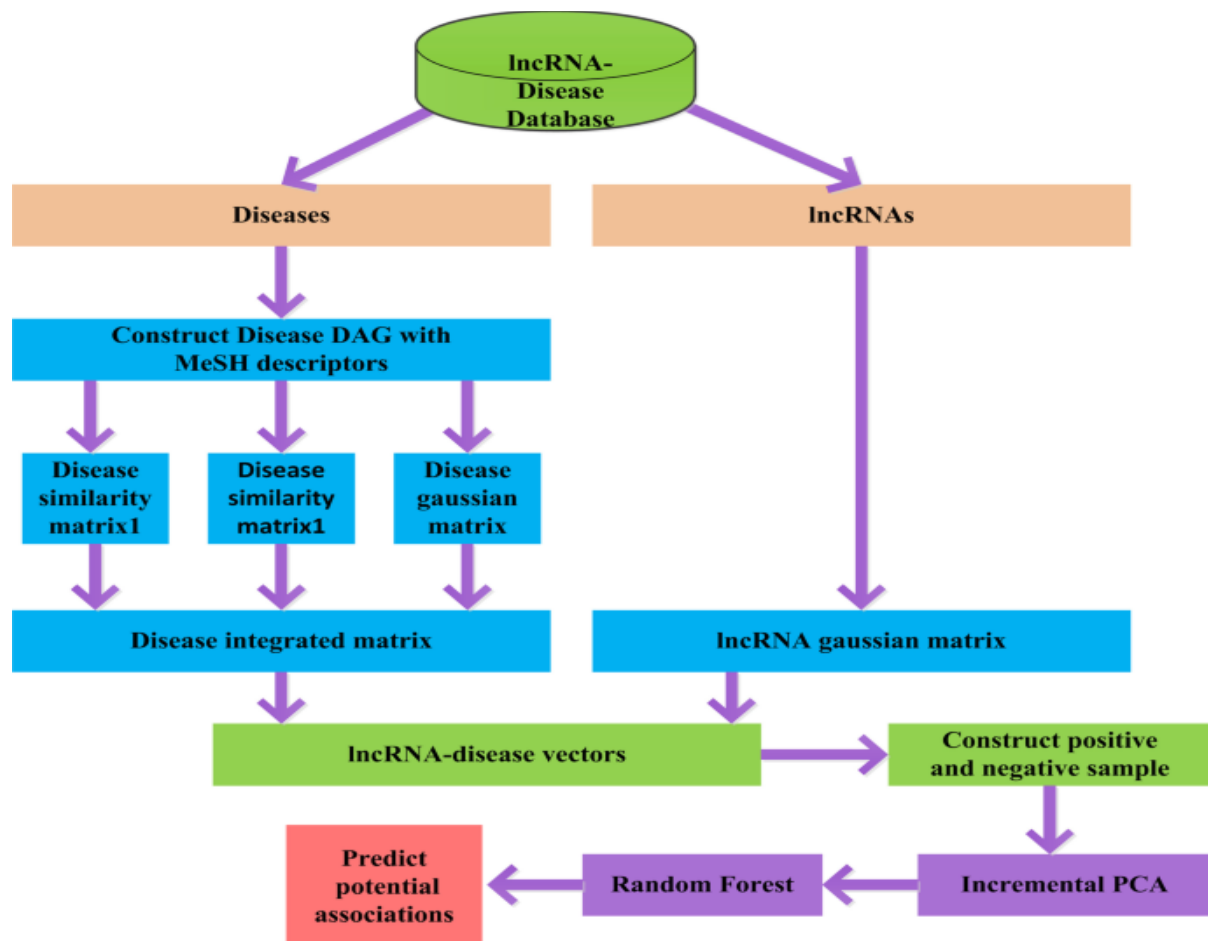 lncRNA-
Disease
Database
Diseases
lncRNAs
Construct Disease DAG with
MeSH descriptors
Disease
similarity
matrix1
Disease
similarity
matrix1
Disease
gaussian
matrix
Disease integrated matrix
lncRNA gaussian matrix
lncRNA-disease vectors
Construct positive
and negative sample
Predict
potential
associations
Random Forest
Incremental PCA